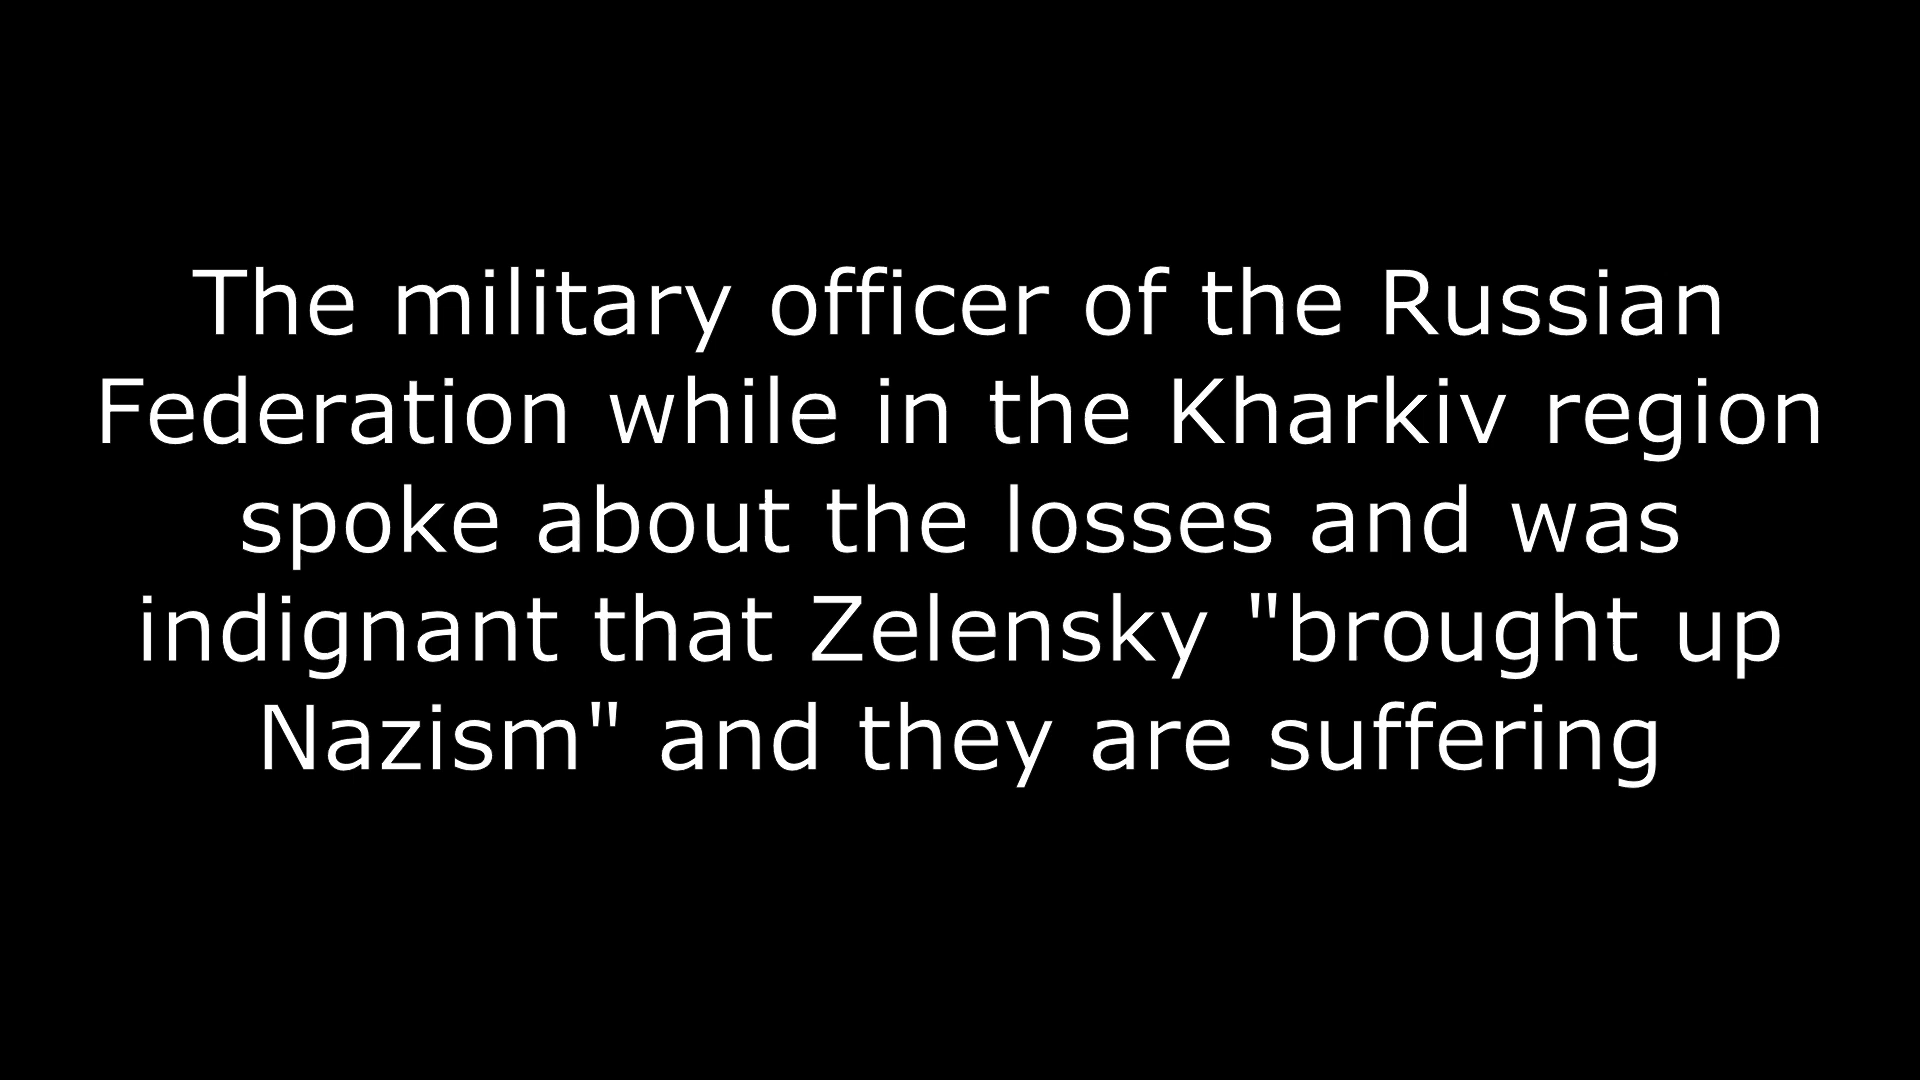 The military officer of the Russian
Federation while in the Kharkiv region
spoke about the losses and was
indignant that Zelensky "brought up
Nazism" and they are suffering